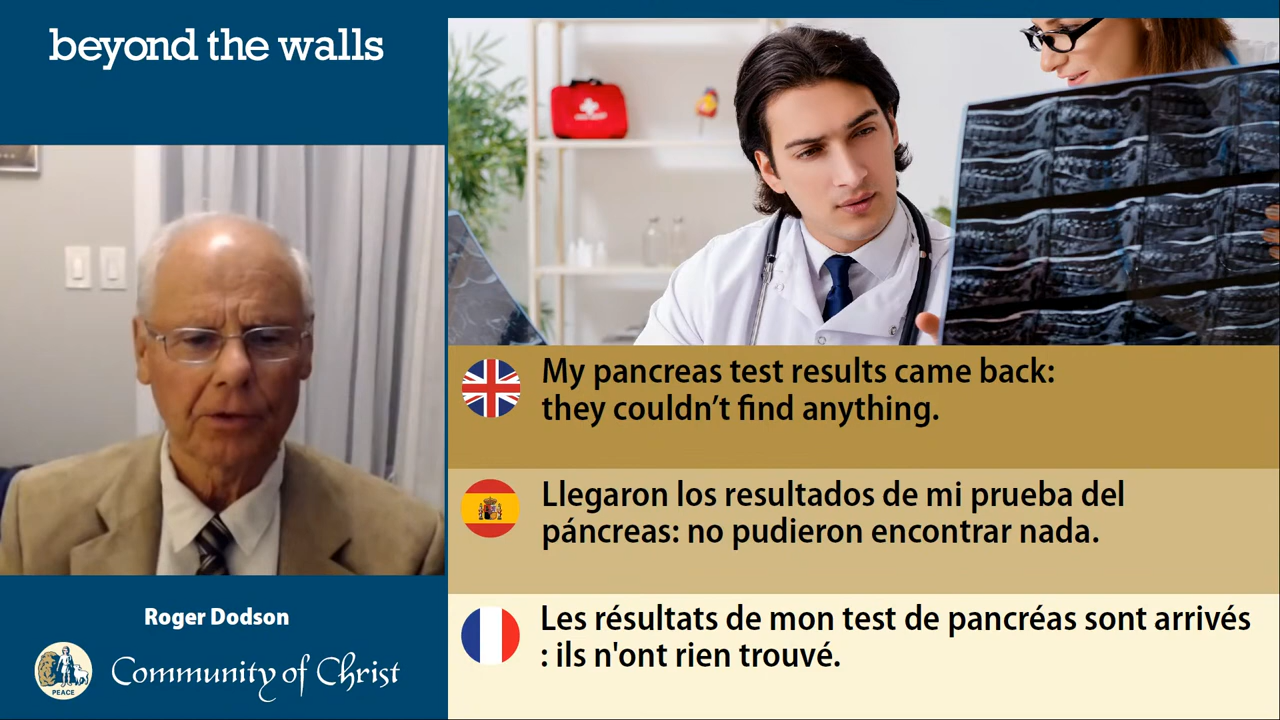 beyond the walls
My pancreas test results came back:
they couldn’t find anything.
Llegaron los resultados de mi prueba del
páncreas: no pudieron encontrar nada.
Les résultats de mon test de pancréas sont arrivés
: ils n'ont rien trouvé.
Roger Dodson
Community of Christ
PEACE